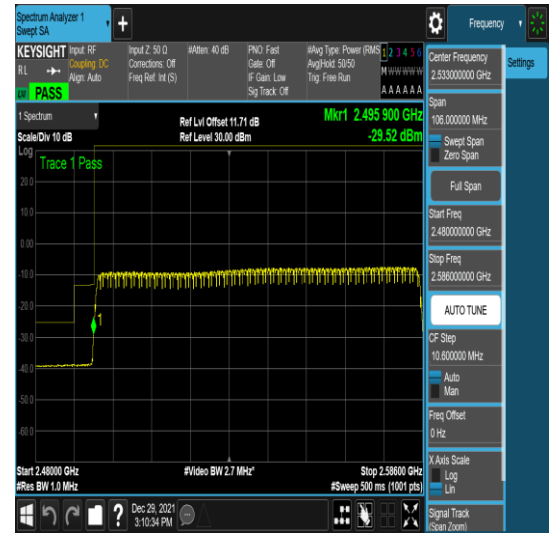 Spectrum Analyzer 1
Swept SA
Frequency
KEYSIGHT
Input: RF
Coupling: DC
Align: Auto
Input Z: 50 Ω
Corrections: Off
Freq Ref: Int (S)
#Atten: 40 dB
PNO: Fast
Gate: Off
IF Gain: Low
Sig Track: Off
#Avg Type: Power (RMS
Avg|Hold: 50/50
Trig: Free Run
1 2 3 4 5 6
M W W W W W
A A A A A A
R L
LXI
PASS
1 Spectrum
Scale/Div 10 dB
Ref Lvl Offset 11.71 dB
Ref Level 30.00 dBm
Mkr1 2.495 900 GHz
-29.52 dBm
Log
Trace 1 Pass
20.0
10.0
0.00
-10.0
-20.0
-30.0
-40.0
-50.0
-60.0
1
Start 2.48000 GHz
#Res BW 1.0 MHz
#Video BW 2.7 MHz*
Stop 2.58600 GHz
#Sweep 500 ms (1001 pts)
?
Dec 29, 2021
3:10:34 PM
Center Frequency
2.533000000 GHz
Settings
Span
106.000000 MHz
Swept Span
Zero Span
Full Span
Start Freq
2.480000000 GHz
Stop Freq
2.586000000 GHz
AUTO TUNE
CF Step
10.600000 MHz
Auto
Man
Freq Offset
0 Hz
X Axis Scale
Log
Lin
Signal Track
(Span Zoom)